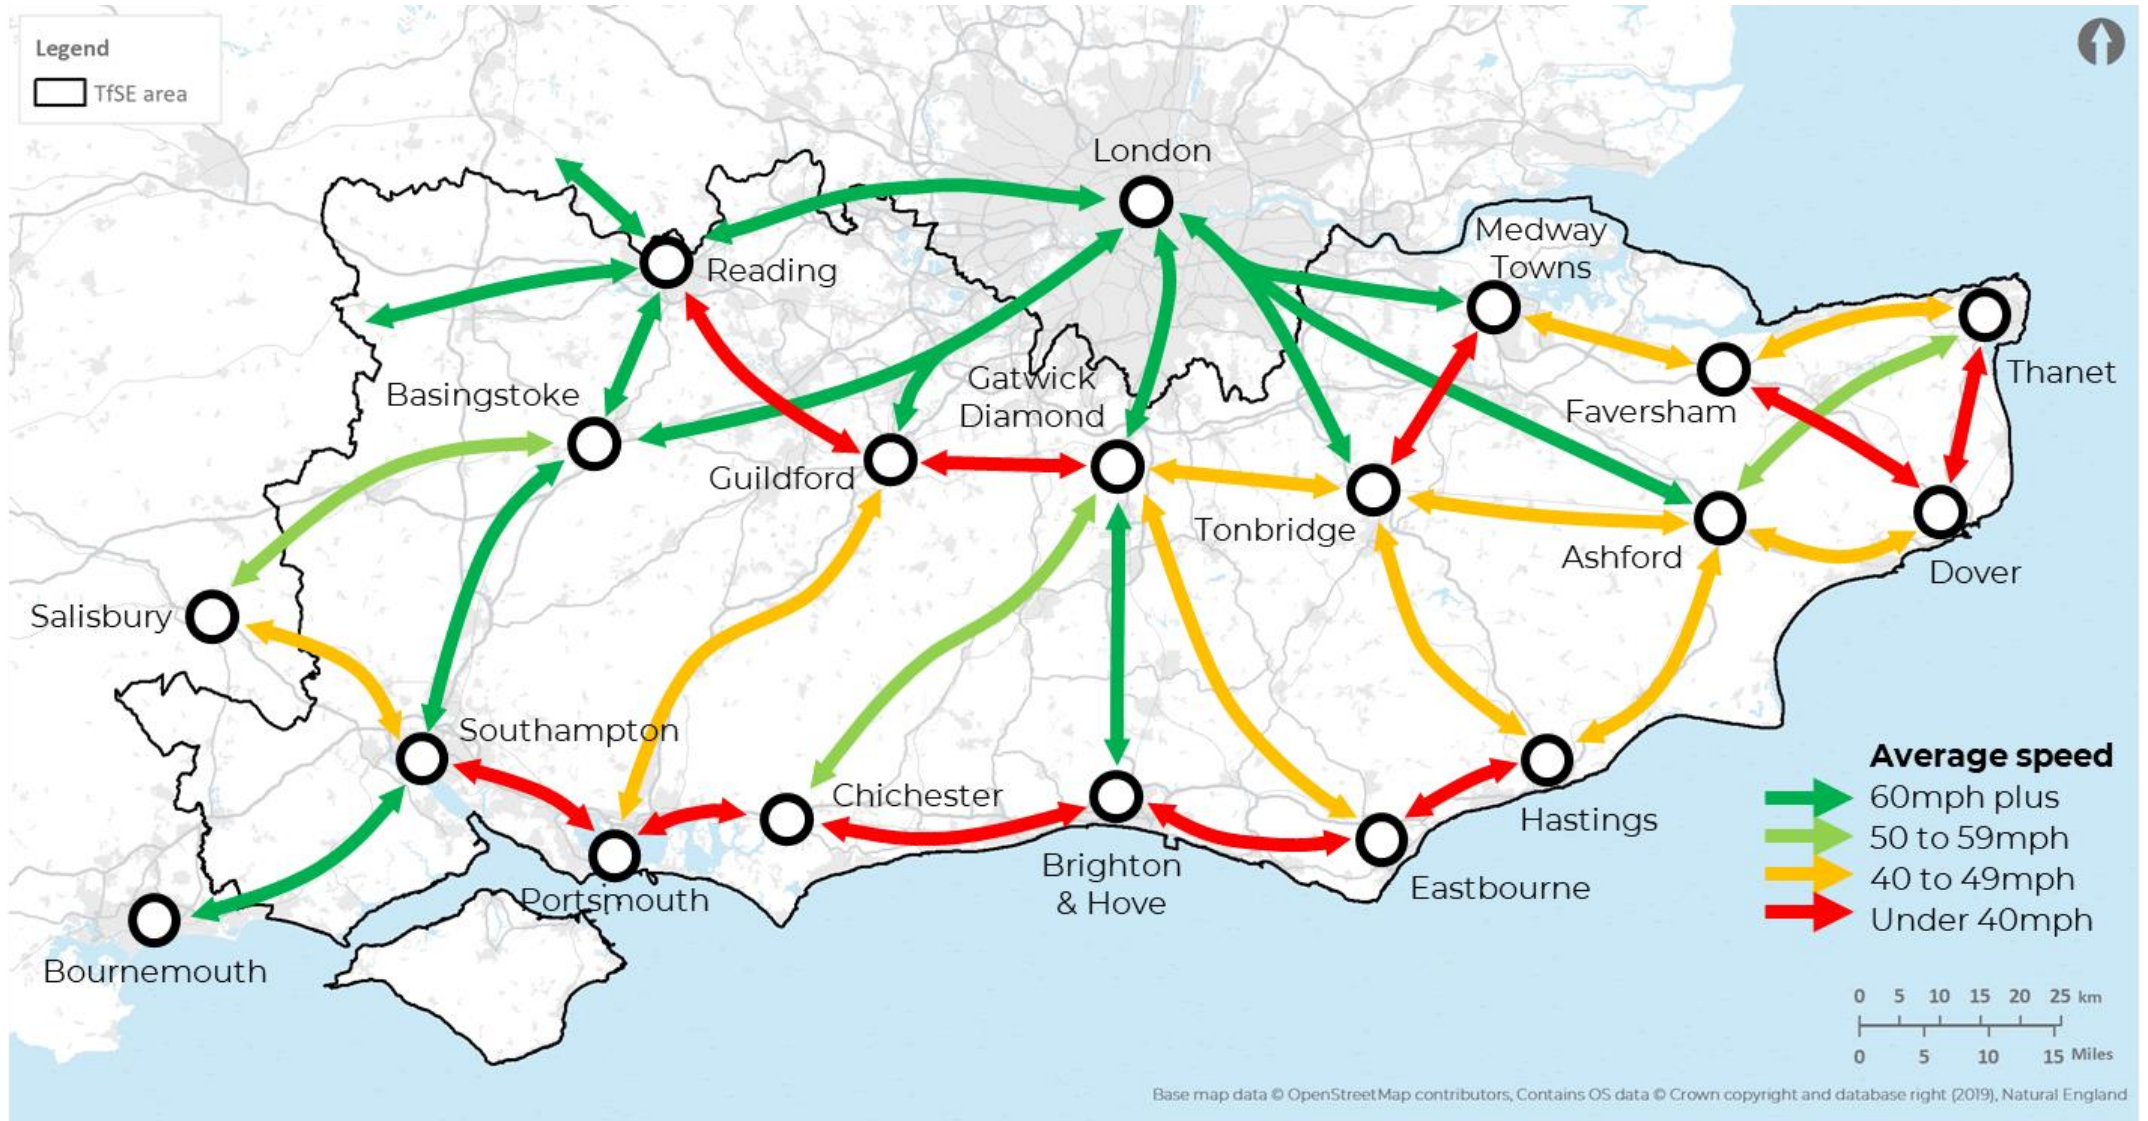 Legend
TfSE area
London
Medway
Towns
Reading
Thanet
Gatwick
Diamond
Basingstoke
Faversham
Guildford
Tonbridge
Ashford
Dover
Salisbury
Southampton
Chichester
Hastings
Brighton
& Hove
Eastbourne
Portsmouth
Bournemouth
Average speed
60mph plus
50 to 59mph
40 to 49mph
Under 40mph
0 5 10 15 20 25 km
0 5 10 15 Miles
Base map data © OpenStreetMap contributors, Contains OS data © Crown copyright and database right (2019), Natural England